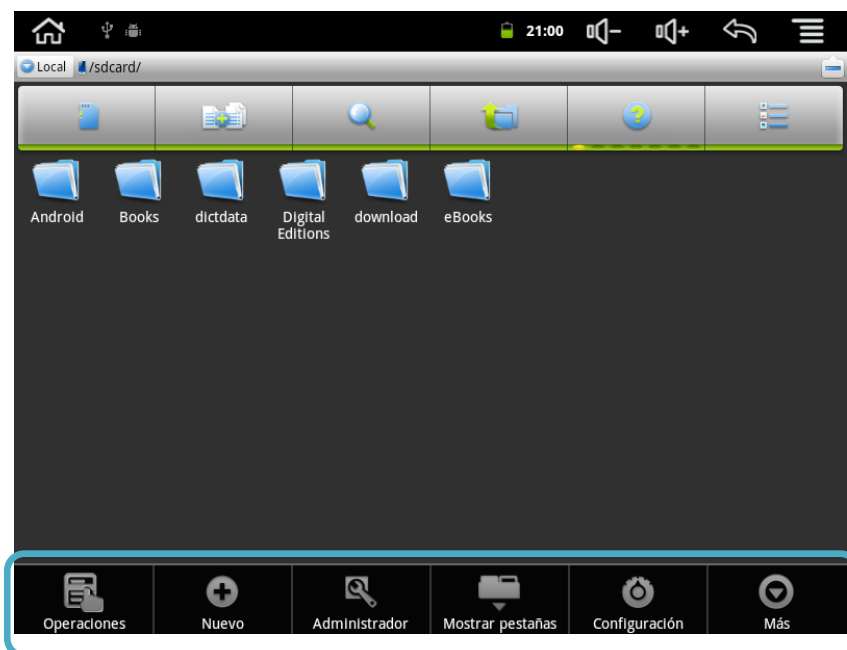 21:00
Local /sdcard/
Android Books dictdata Digital Editions download eBooks
Operaciones Nuevo Administrador Mostrar pestañas Configuración Más